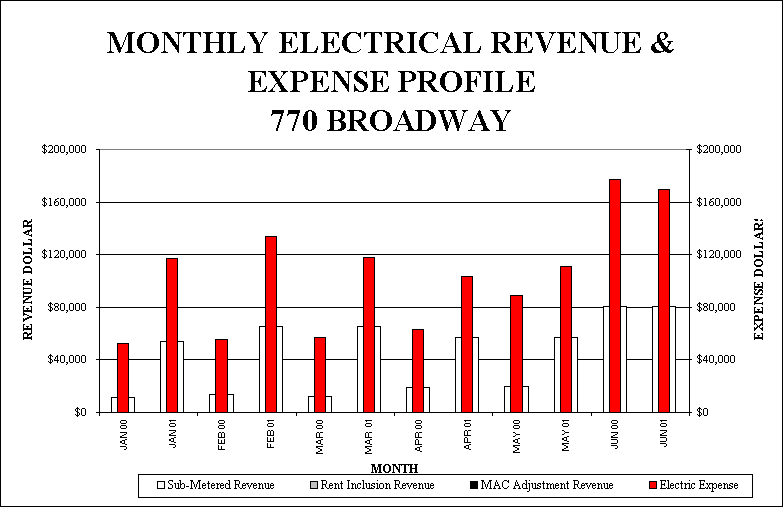 MONTHLY ELECTRICAL REVENUE &
EXPENSE PROFILE
770 BROADWAY
$200,000
$160,000
$120,000
$80,000
$40,000
$0
REVENUE DOLLAR
$200,000
$160,000
$120,000
$80,000
$40,000
$0
EXPENSE DOLLAR!
JAN 00
JAN 01
FEB 00
FEB 01
MAR 00
MAR 01
APR 00
APR 01
MAY 00
MAY 01
JUN 00
JUN 01
MONTH
Sub-Metered Revenue
Rent Inclusion Revenue
MAC Adjustment Revenue
Electric Expense